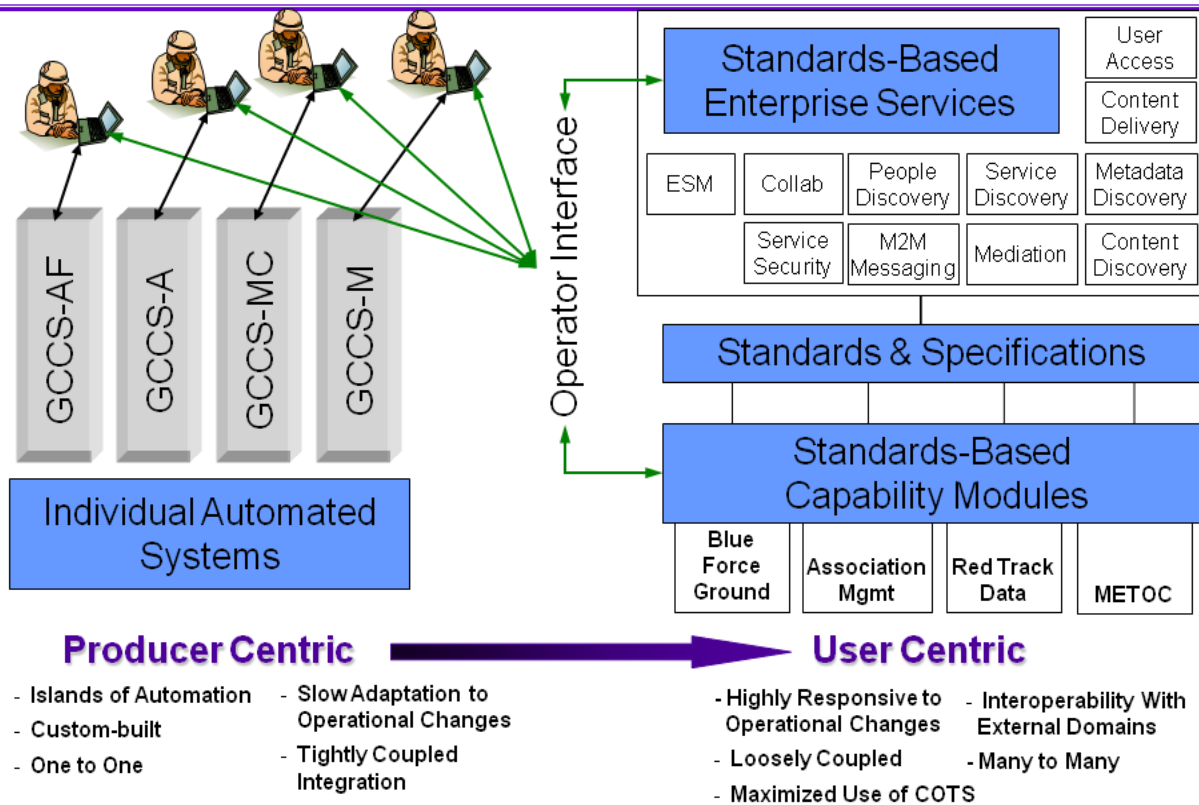 Standards-Based
Enterprise Services
User
Access
Content
Delivery
ESM
Collab
People
Discovery
Service
Discovery
Metadata
Discovery
Service
Security
M2M
Messaging
Mediation
Content
Discovery
Operator Interface
GCCS-AF
GCCS-A
GCCS-MC
GCCS-M
Individual Automated
Systems
Standards & Specifications
Standards-Based
Capability Modules
Blue
Force
Ground
Association
Mgmt
Red Track
Data
METOC
Producer Centric
User Centric
- Islands of Automation
- Custom-built
- One to One
- Slow Adaptation to
Operational Changes
- Tightly Coupled
Integration
- Highly Responsive to
Operational Changes
- Loosely Coupled
- Maximized Use of COTS
- Interoperability With
External Domains
- Many to Many